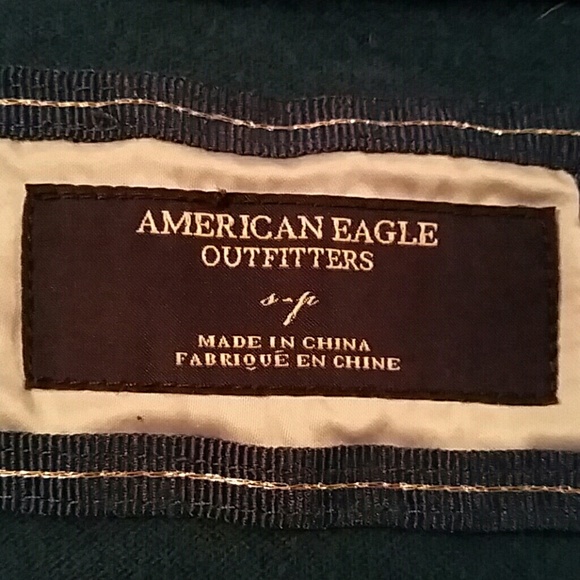 AMERICAN EAGLE
OUTFITTERS
s-p
MADE IN CHINA
FABRIQUÉ EN CHINE